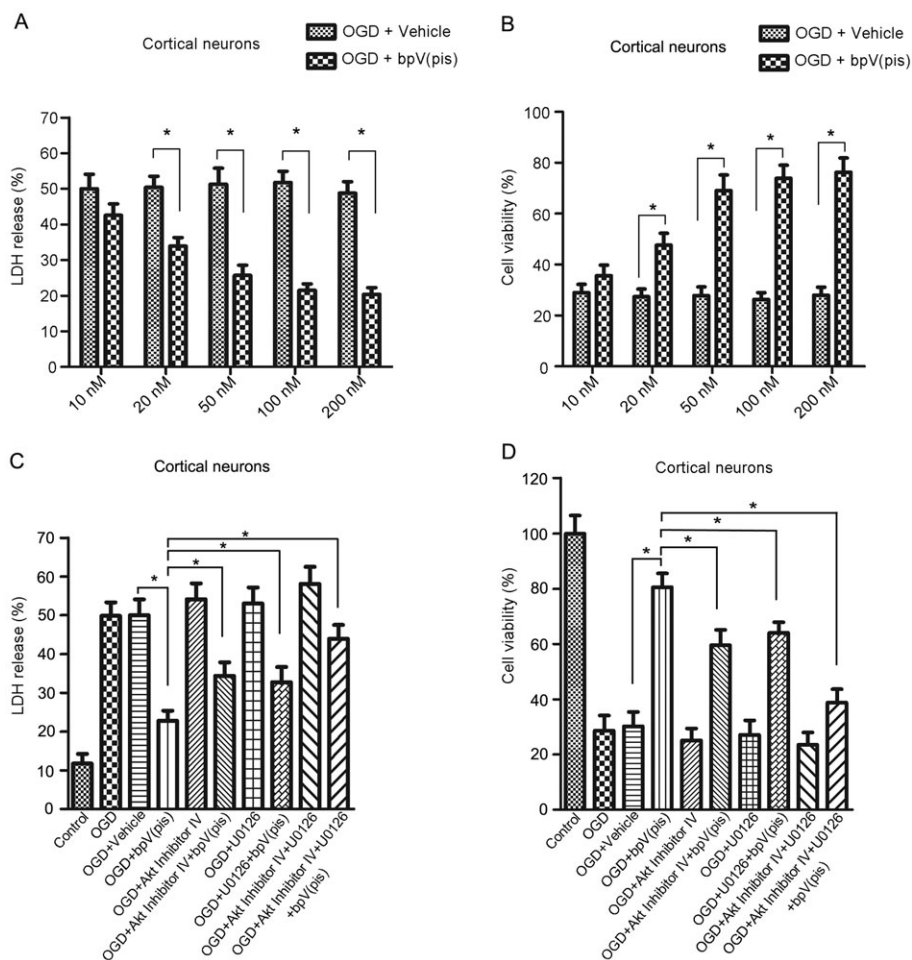 A
Cortical neurons
OGD + Vehicle
OGD + bpV(pis)
LDH release (%)
70
60
50
40
30
20
10
0
*
*
*
*
10 nM
20 nM
50 nM
100 nM
200 nM
B
Cortical neurons
OGD + Vehicle
OGD + bpV(pis)
Cell viability (%)
100
80
60
40
20
0
*
*
*
*
10 nM
20 nM
50 nM
100 nM
200 nM
C
Cortical neurons
LDH release (%)
70
60
50
40
30
20
10
0
*
*
*
*
Control
OGD
OGD+Vehicle
OGD+bpV(pis)
OGD+Akt Inhibitor IV
OGD+Akt Inhibitor IV+bpV(pis)
OGD+U0126
OGD+U0126+bpV(pis)
OGD+Akt Inhibitor IV+U0126
OGD+Akt Inhibitor IV+U0126
+bpV(pis)
D
Cortical neurons
Cell viability (%)
120
100
80
60
40
20
0
*
*
*
*
Control
OGD
OGD+Vehicle
OGD+bpV(pis)
OGD+Akt Inhibitor IV
OGD+Akt Inhibitor IV+bpV(pis)
OGD+U0126
OGD+U0126+bpV(pis)
OGD+Akt Inhibitor IV+U0126
OGD+Akt Inhibitor IV+U0126
+bpV(pis)